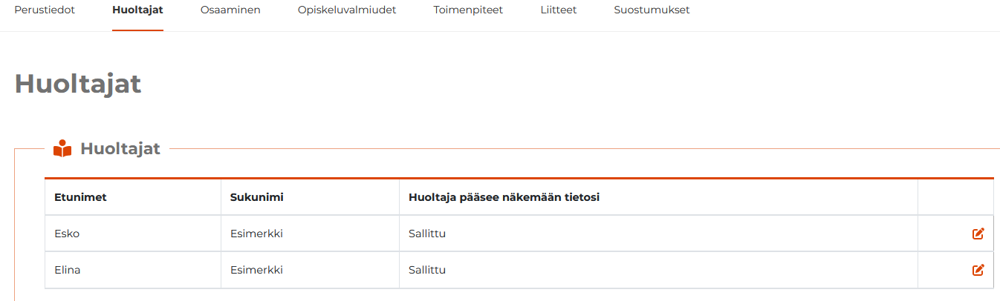 Perustiedot Huoltajat Osaaminen Opiskeluvalmiudet Toimenpiteet Liitteet Suostumukset
Huoltajat
Huoltajat
Etunimet Sukunimi Huoltaja pääsee näkemään tietosi
Esko Esimerkki Sallittu
Elina Esimerkki Sallittu